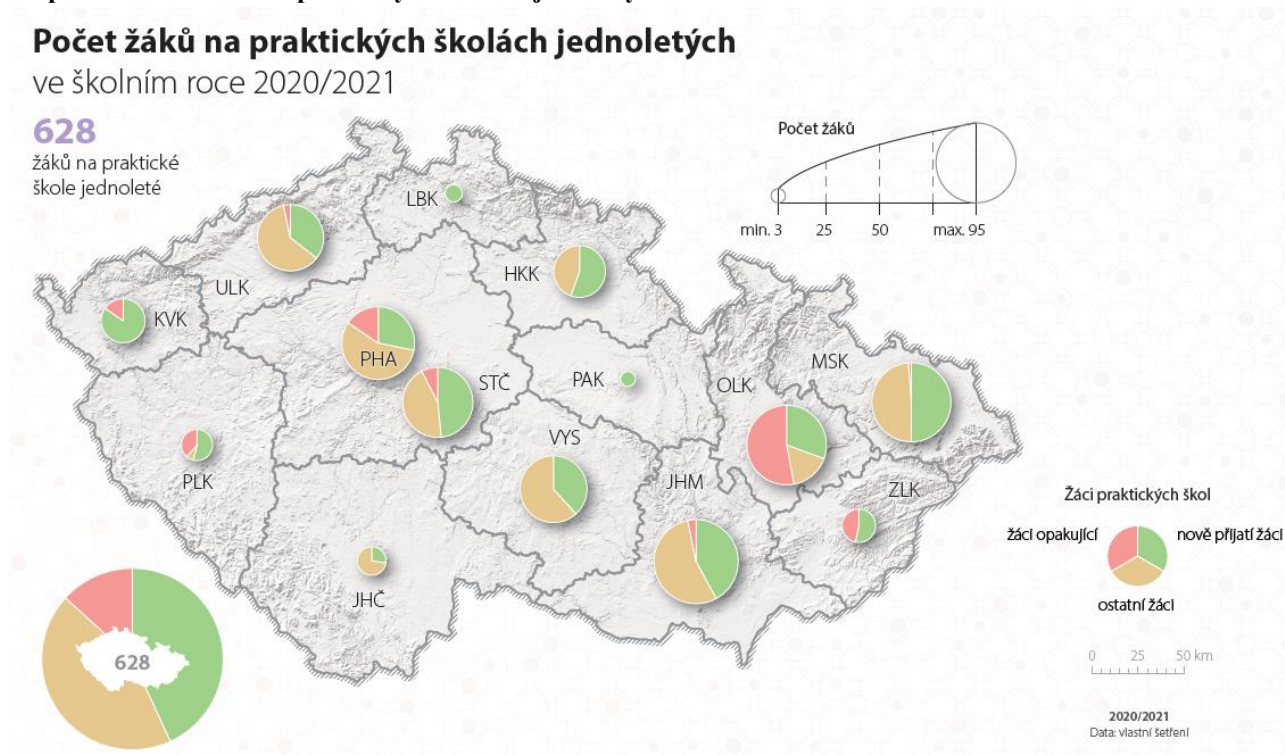 Počet žáků na praktických školách jednoletých
ve školním roce 2020/2021
628
žáků na praktické
škole jednoleté
Počet žáků
min. 3
25
50
max. 95
LBK
ULK
HKK
KVK
PHA
STČ
PAK
OLK
MSK
PLK
VYS
JHM
ZLK
JHČ
Žáci praktických škol
žáci opakující
nově přijatí žáci
ostatní žáci
628
0 25 50 km
2020/2021
Data: vlastní šetření